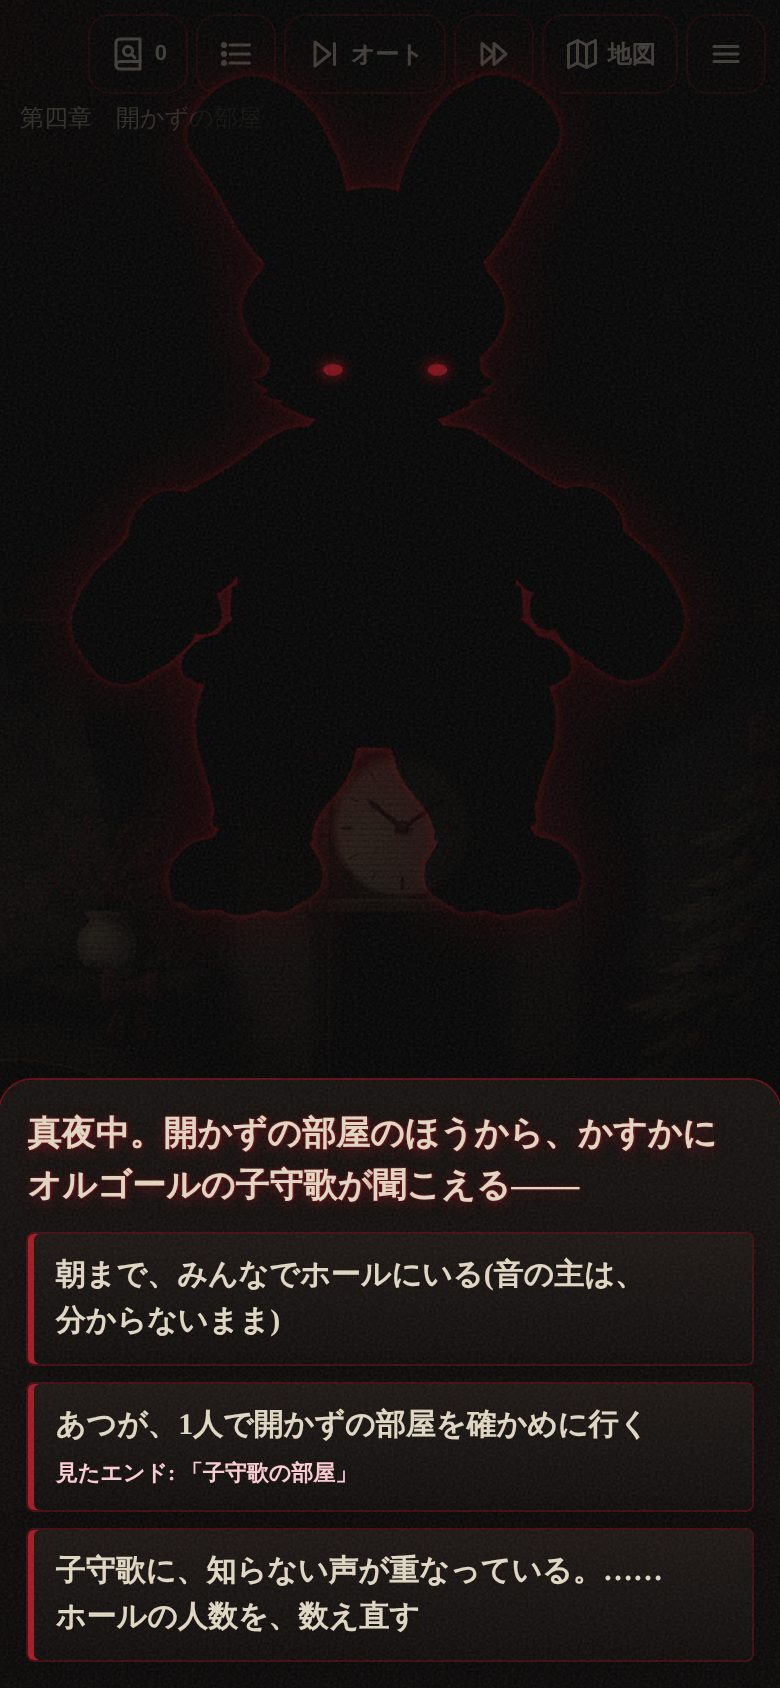 0
オート
地図
第四章 開かずの部屋
真夜中。開かずの部屋のほうから、かすかに
オルゴールの子守歌が聞こえる――
朝まで、みんなでホールにいる(音の主は、
分からないまま)
あつが、1人で開かずの部屋を確かめに行く
見たエンド: 「子守歌の部屋」
子守歌に、知らない声が重なっている。……
ホールの人数を、数え直す